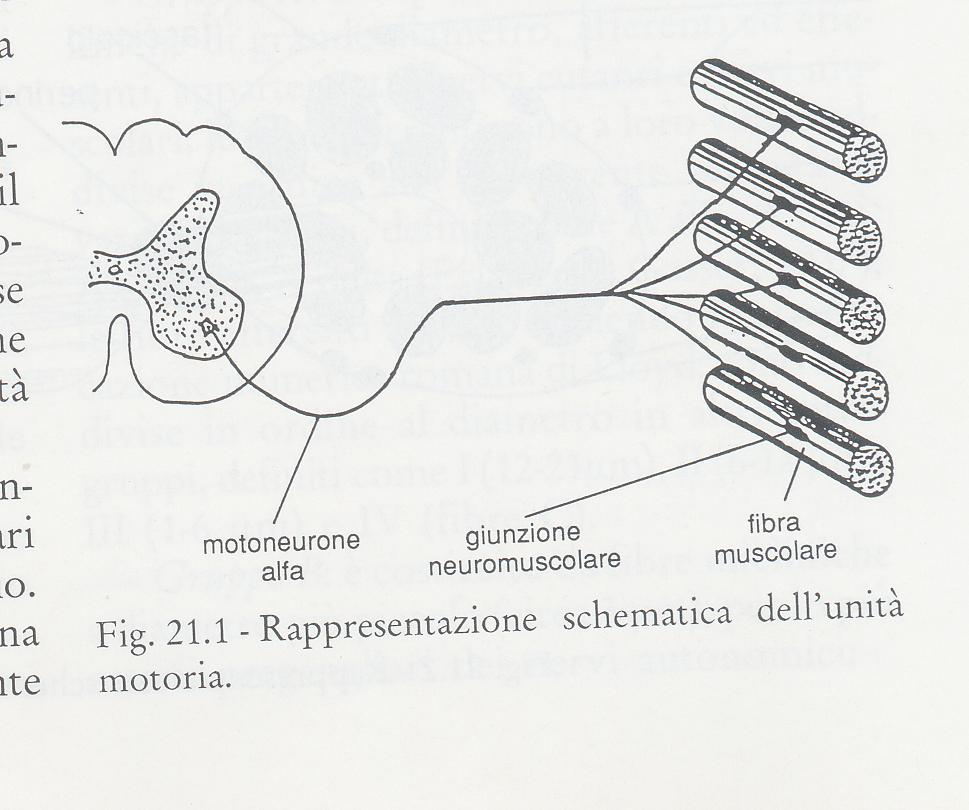 motoneurone
alfa
giunzione
neuromuscolare
fibra
muscolare
Fig. 21.1 - Rappresentazione schematica dell'unità
motoria.